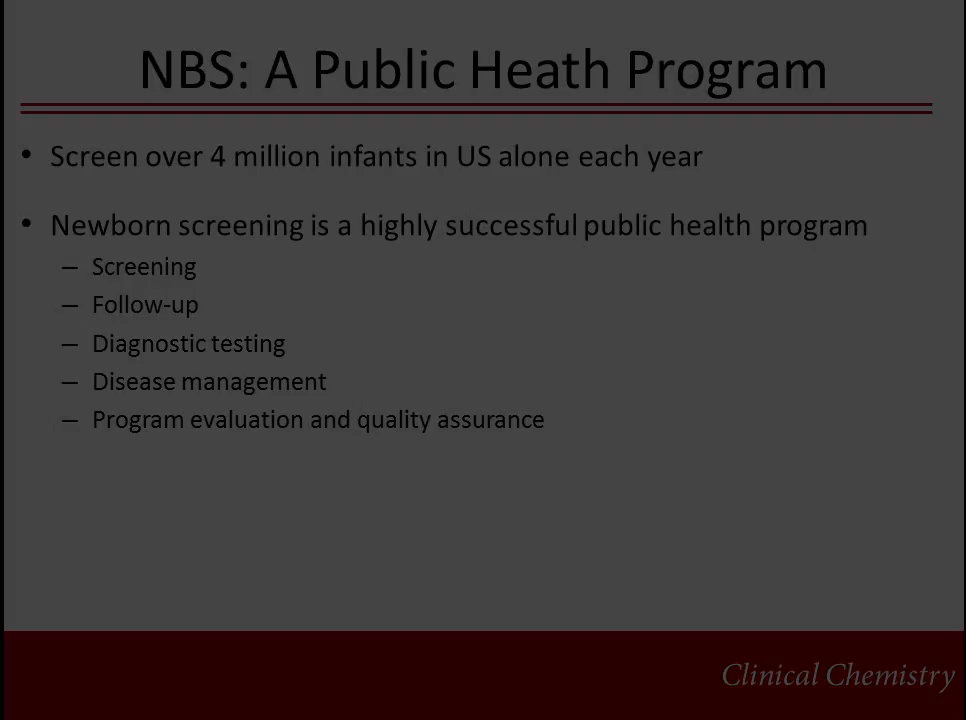 NBS: A Public Heath Program
• Screen over 4 million infants in US alone each year
• Newborn screening is a highly successful public health program
– Screening
– Follow-up
– Diagnostic testing
– Disease management
– Program evaluation and quality assurance
Clinical Chemistry